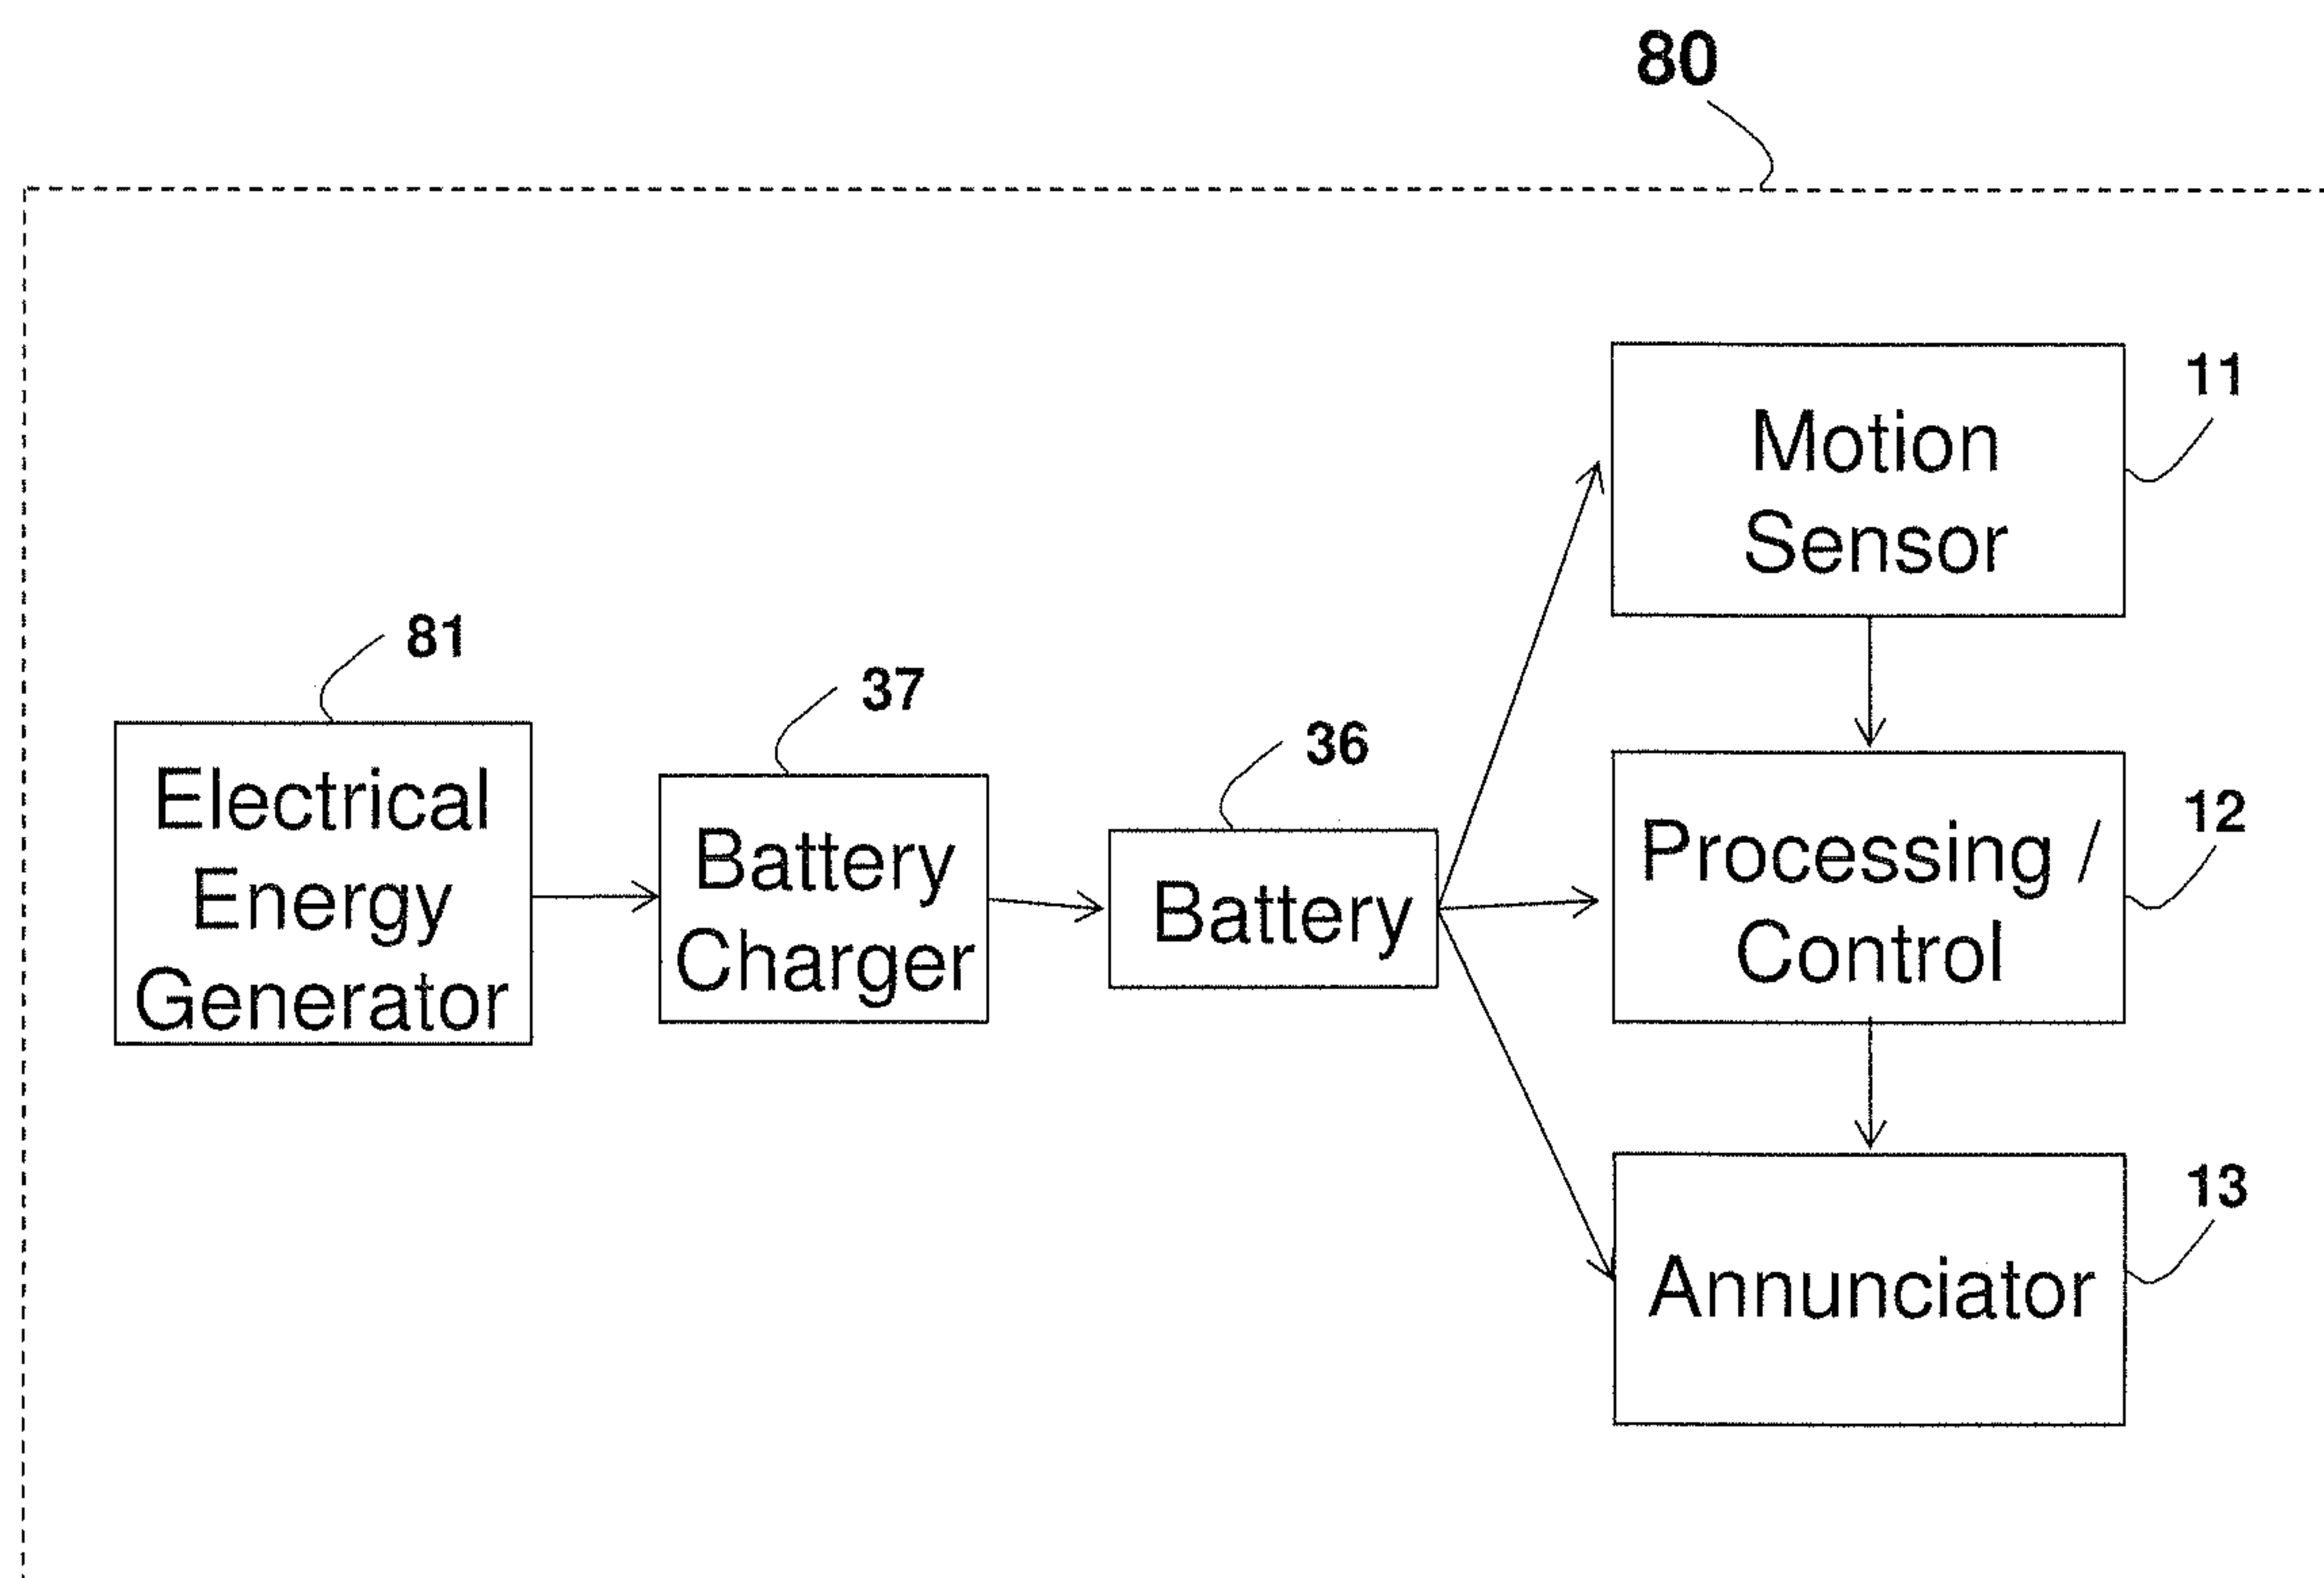 80
Motion
Sensor
11
81
Electrical
Energy
Generator
37
Battery
Charger
36
Battery
Processing /
Control
12
Annunciator
13